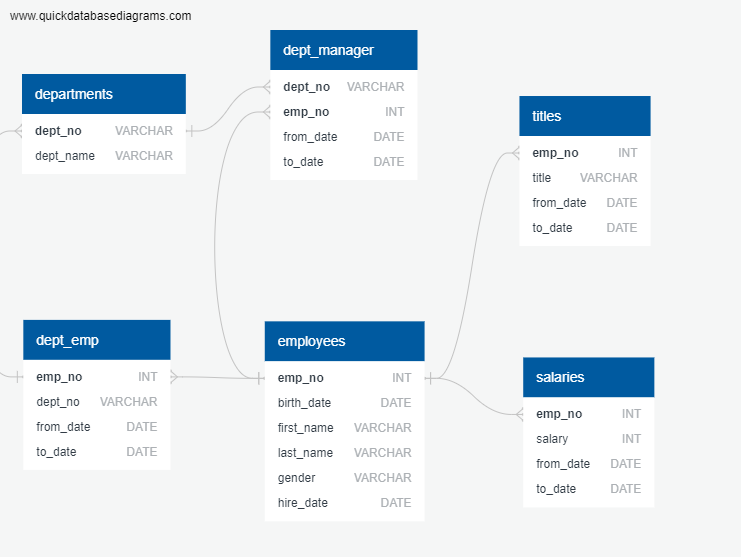 www.quickdatabasediagrams.com
dept_manager
dept_no VARCHAR
emp_no INT
from_date DATE
to_date DATE
departments
dept_no VARCHAR
dept_name VARCHAR
titles
emp_no INT
title VARCHAR
from_date DATE
to_date DATE
dept_emp
emp_no INT
dept_no VARCHAR
from_date DATE
to_date DATE
employees
emp_no INT
birth_date DATE
first_name VARCHAR
last_name VARCHAR
gender VARCHAR
hire_date DATE
salaries
emp_no INT
salary INT
from_date DATE
to_date DATE